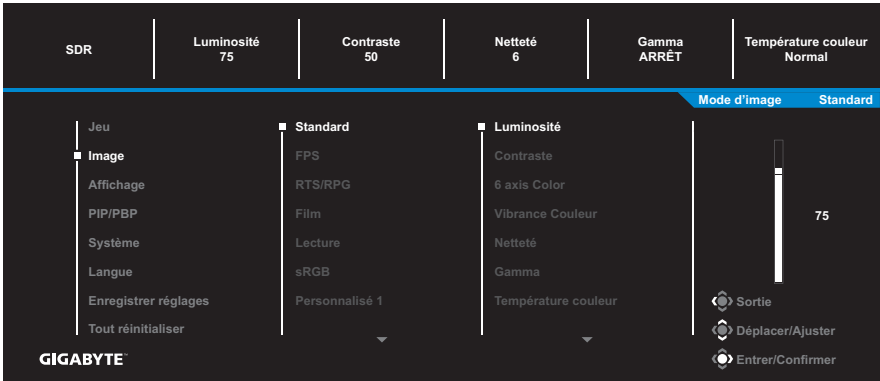 SDR
Luminosité
75
Contraste
50
Netteté
6
Gamma
ARRÊT
Température couleur
Normal
Mode d'image Standard
Jeu
Image
Affichage
PIP/PBP
Système
Langue
Enregistrer réglages
Tout réinitialiser
Standard
FPS
RTS/RPG
Film
Lecture
sRGB
Personnalisé 1
Luminosité
Contraste
6 axis Color
Vibrance Couleur
Netteté
Gamma
Température couleur
75
Sortie
Déplacer/Ajuster
Entrer/Confirmer
GIGABYTE™